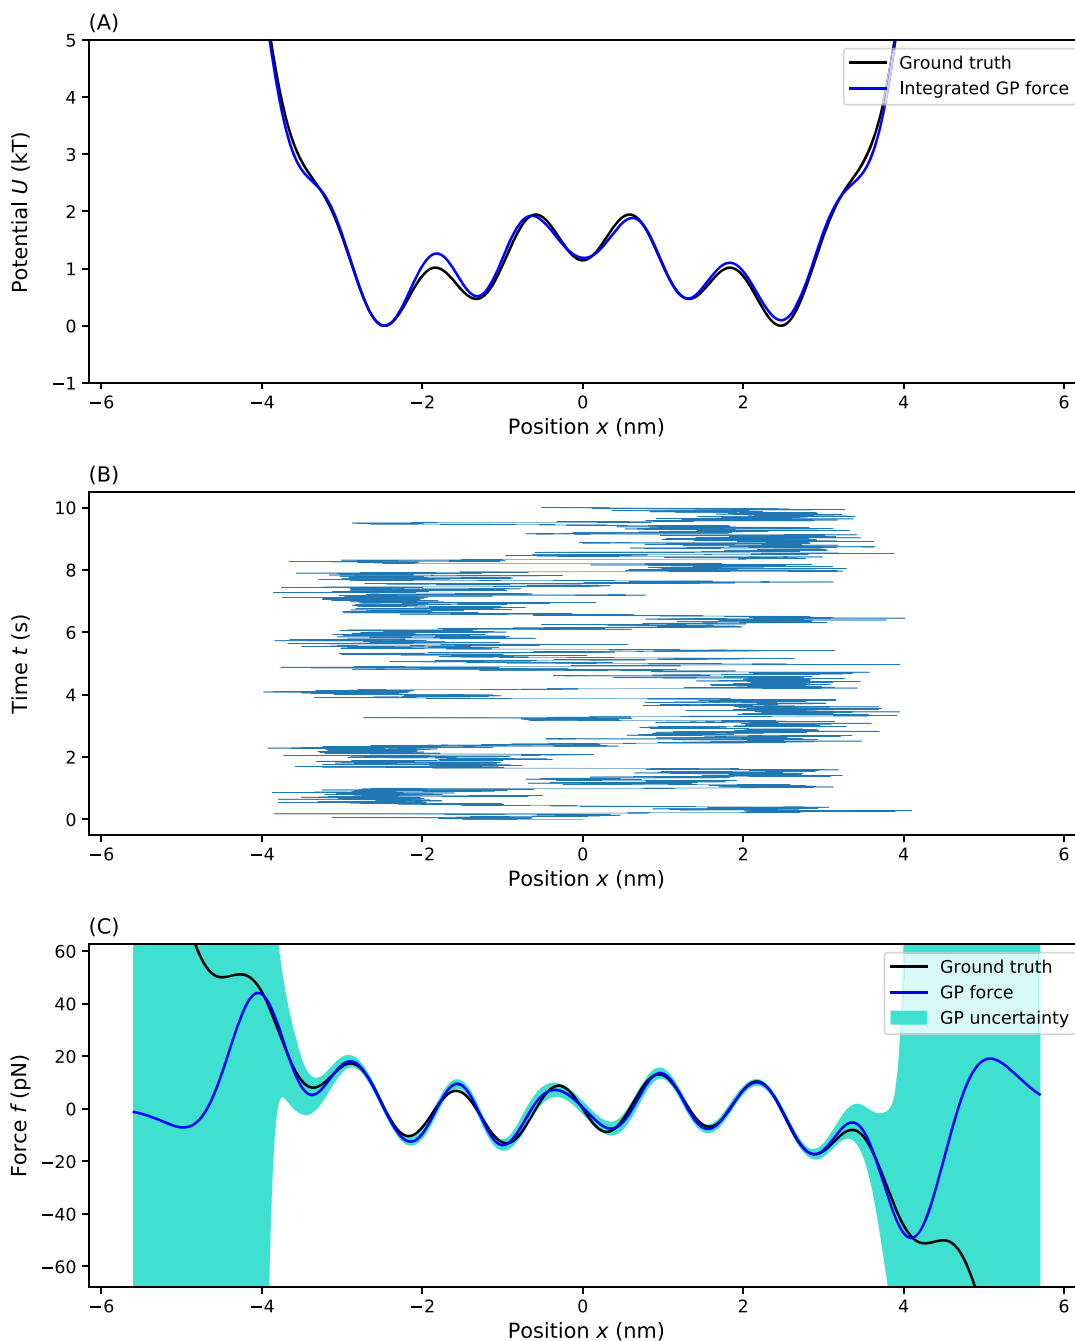 (A)
5
4
3
2
1
0
−1
Potential U (kT)
Ground truth
Integrated GP force
−6 −4 −2 0 2 4 6
Position x (nm)
(B)
10
8
6
4
2
0
Time t (s)
−6 −4 −2 0 2 4 6
Position x (nm)
(C)
60
40
20
0
−20
−40
−60
Force f (pN)
Ground truth
GP force
GP uncertainty
−6 −4 −2 0 2 4 6
Position x (nm)